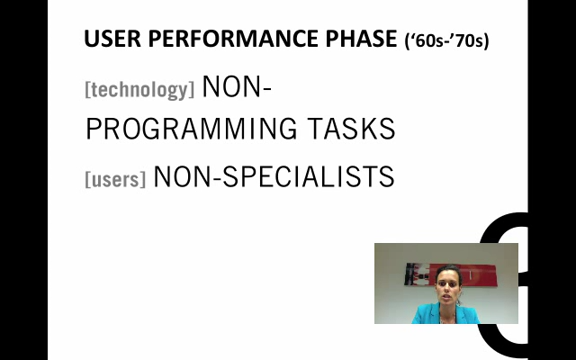 USER PERFORMANCE PHASE (‘60s-’70s)
[technology] NON-
PROGRAMMING TASKS
[users] NON-SPECIALISTS